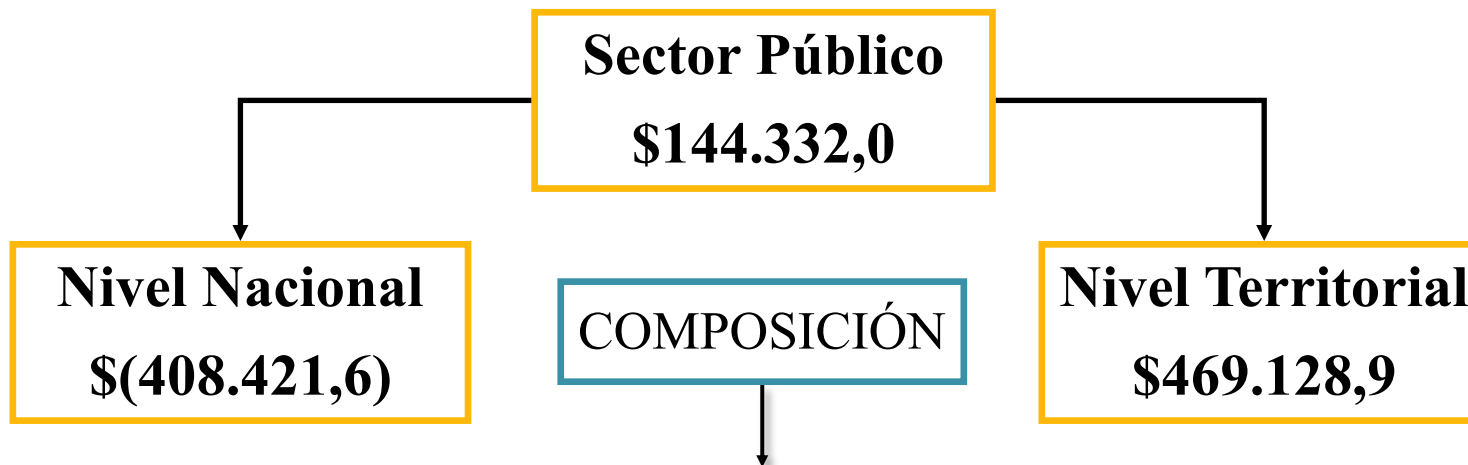 Sector Público
$144.332,0
Nivel Nacional
$(408.421,6)
COMPOSICIÓN
Nivel Territorial
$469.128,9